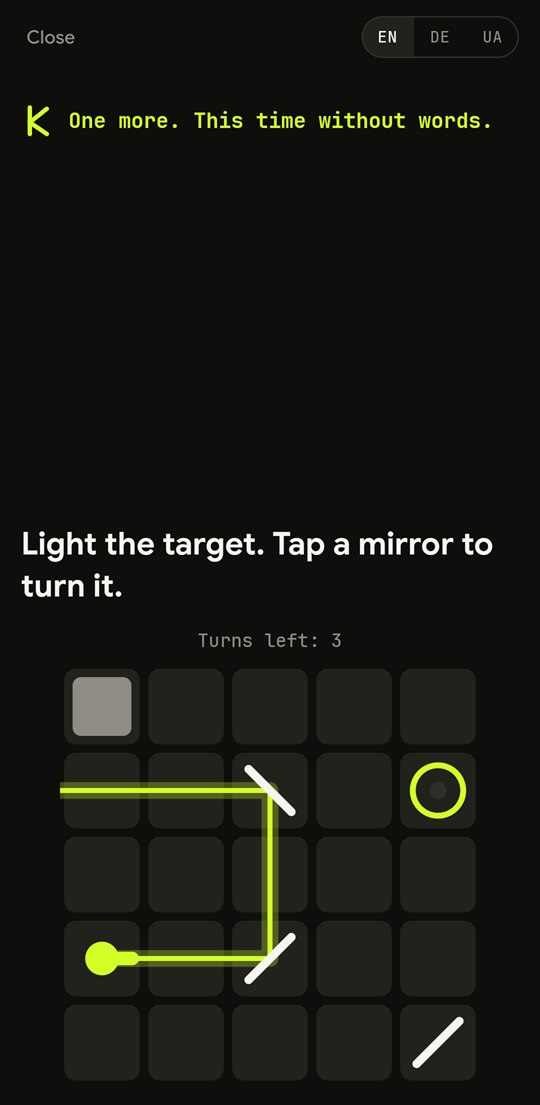 Close
EN DE UA
One more. This time without words.
Light the target. Tap a mirror to
turn it.
Turns left: 3